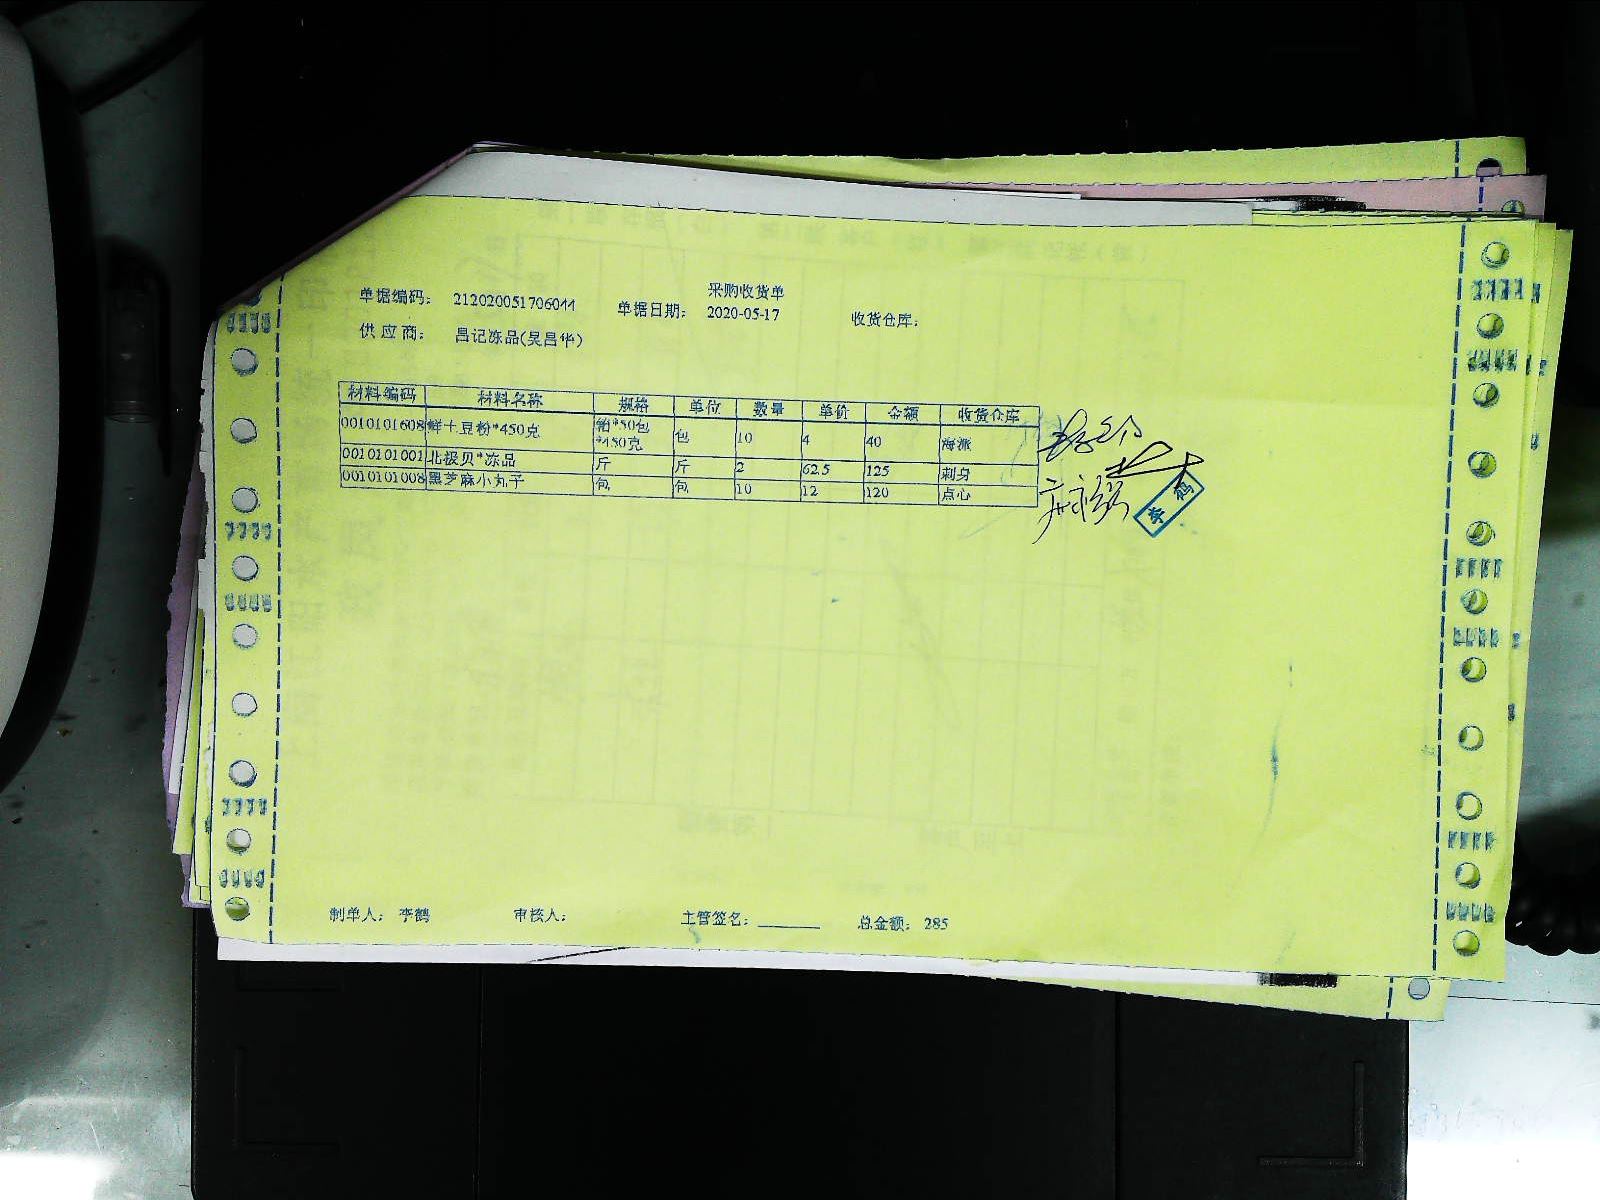 采购收货单
单据编码： 212020051706044 单据日期： 2020-05-17 收货仓库：
供 应 商： 昌记冻品(吴昌华)
材料编码 材料名称 规格 单位 数量 单价 金额 收货仓库
0010101608 鲜土豆粉*450克 箱*50包*450克 包 10 4 40 海派
0010101001 北极贝*冻品 斤 斤 2 62.5 125 刺身
0010101008 黑芝麻小丸子 包 包 10 12 120 点心
李鹤
制单人： 李鹤 审核人： 主管签名： 总金额： 285